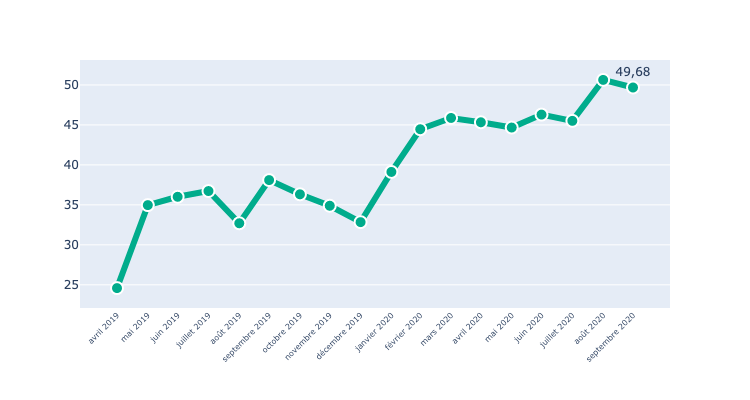 49,68
50
45
40
35
30
25
avril 2019
mai 2019
juin 2019
juillet 2019
août 2019
septembre 2019
octobre 2019
novembre 2019
décembre 2019
janvier 2020
février 2020
mars 2020
avril 2020
mai 2020
juin 2020
juillet 2020
août 2020
septembre 2020